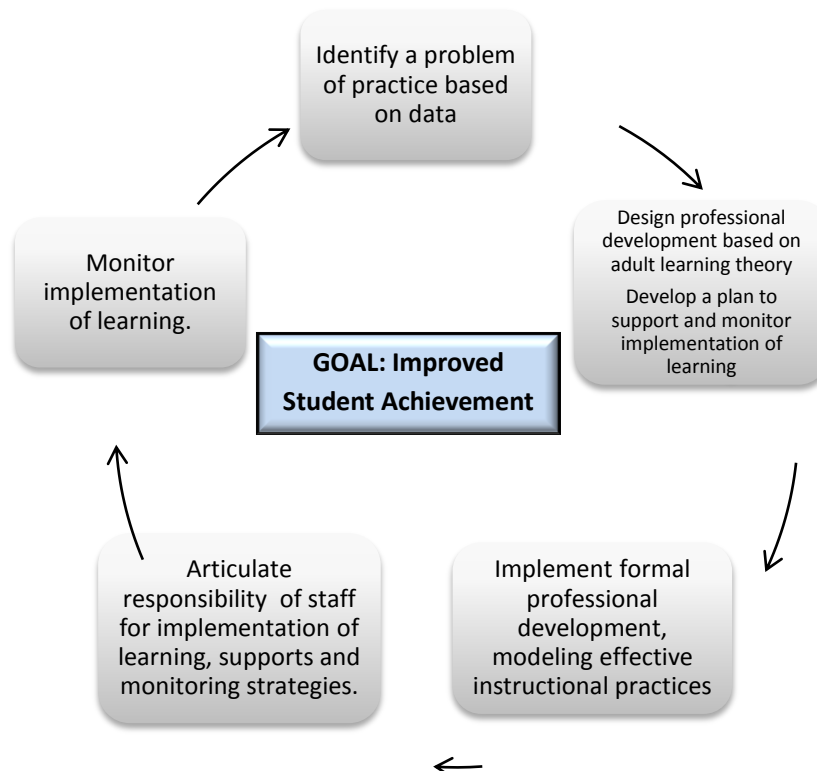 Identify a problem
of practice based
on data
Design professional
development based on
adult learning theory
Develop a plan to
support and monitor
implementation of
learning
Implement formal
professional
development,
modeling effective
instructional practices
Articulate
responsibility of staff
for implementation of
learning, supports and
monitoring strategies.
Monitor
implementation
of learning.
GOAL: Improved
Student Achievement